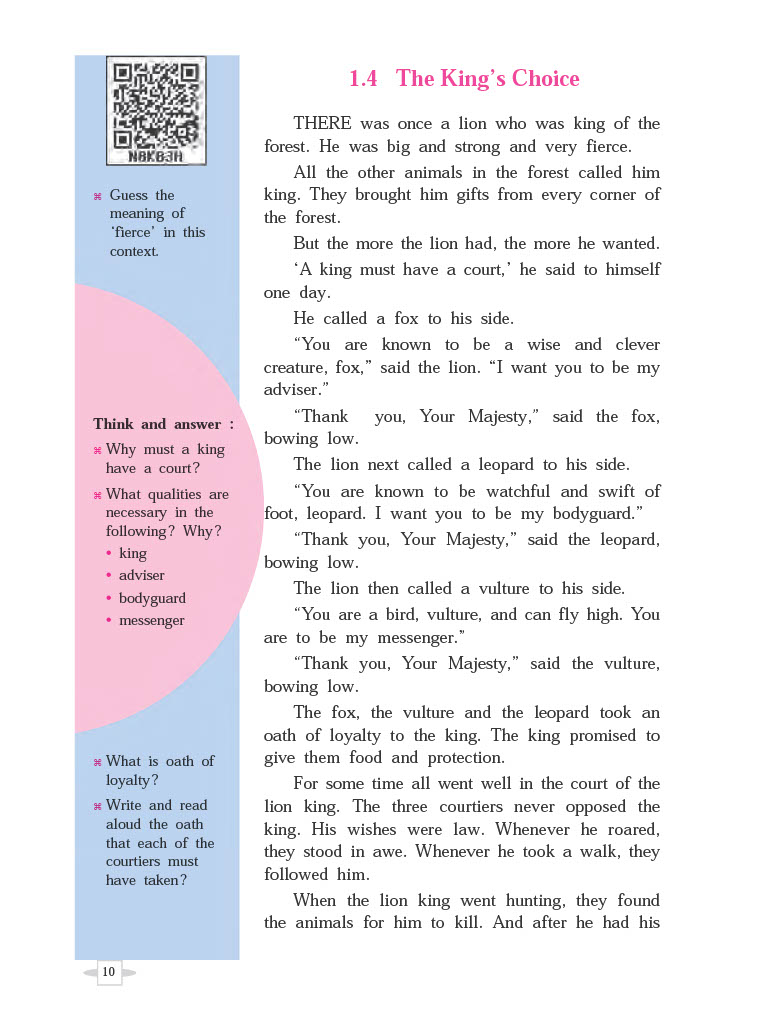 N8K8JH
⌘ Guess the
meaning of
‘fierce’ in this
context.
Think and answer :
⌘ Why must a king
have a court?
⌘ What qualities are
necessary in the
following? Why?
• king
• adviser
• bodyguard
• messenger
⌘ What is oath of
loyalty?
⌘ Write and read
aloud the oath
that each of the
courtiers must
have taken?
1.4 The King’s Choice
THERE was once a lion who was king of the
forest. He was big and strong and very fierce.
All the other animals in the forest called him
king. They brought him gifts from every corner of
the forest.
But the more the lion had, the more he wanted.
‘A king must have a court,’ he said to himself
one day.
He called a fox to his side.
“You are known to be a wise and clever
creature, fox,” said the lion. “I want you to be my
adviser.”
“Thank you, Your Majesty,” said the fox,
bowing low.
The lion next called a leopard to his side.
“You are known to be watchful and swift of
foot, leopard. I want you to be my bodyguard.”
“Thank you, Your Majesty,” said the leopard,
bowing low.
The lion then called a vulture to his side.
“You are a bird, vulture, and can fly high. You
are to be my messenger.”
“Thank you, Your Majesty,” said the vulture,
bowing low.
The fox, the vulture and the leopard took an
oath of loyalty to the king. The king promised to
give them food and protection.
For some time all went well in the court of the
lion king. The three courtiers never opposed the
king. His wishes were law. Whenever he roared,
they stood in awe. Whenever he took a walk, they
followed him.
When the lion king went hunting, they found
the animals for him to kill. And after he had his
10